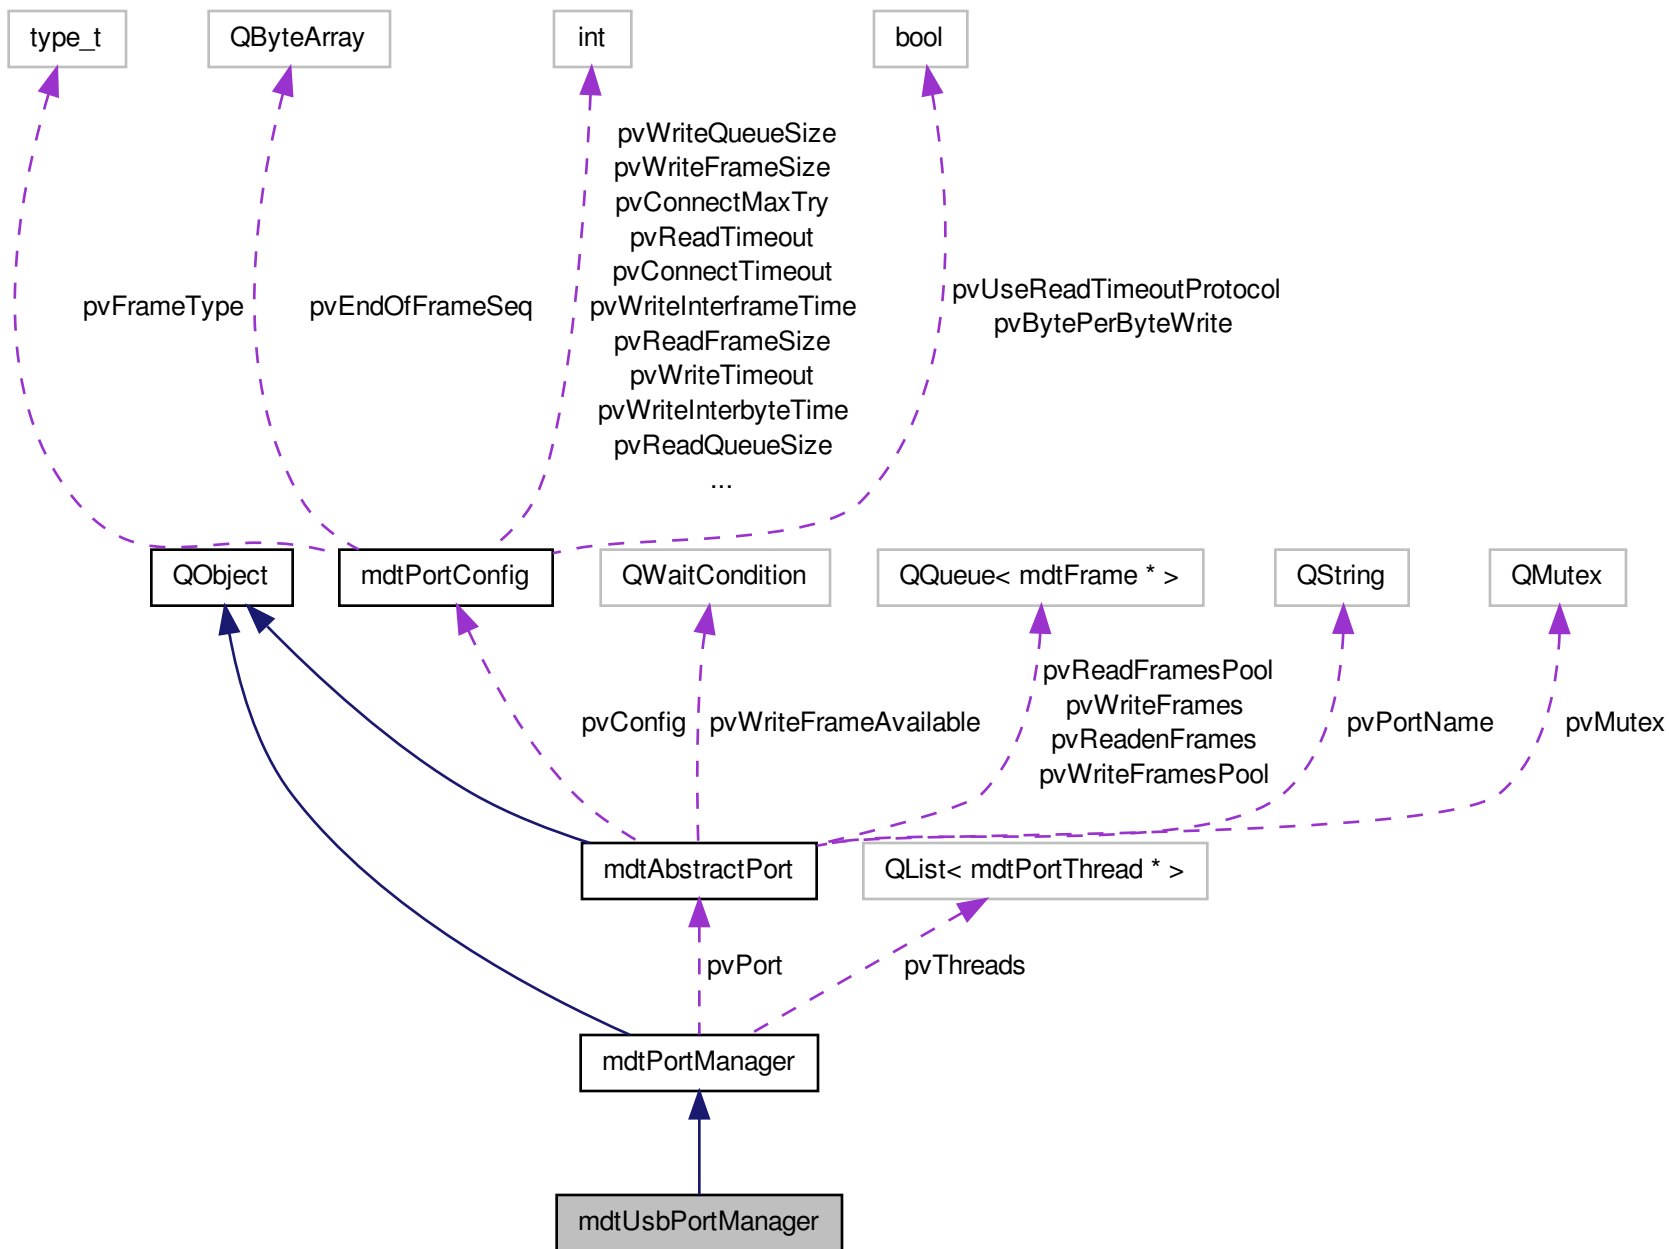 type_t
QByteArray
int
bool
pvWriteQueueSize
pvWriteFrameSize
pvConnectMaxTry
pvReadTimeout
pvConnectTimeout
pvWriteInterframeTime
pvReadFrameSize
pvWriteTimeout
pvWriteInterbyteTime
pvReadQueueSize
...
pvFrameType
pvEndOfFrameSeq
pvUseReadTimeoutProtocol
pvBytePerByteWrite
QObject
mdtPortConfig
QWaitCondition
QQueue< mdtFrame * >
QString
QMutex
pvConfig
pvWriteFrameAvailable
pvReadFramesPool
pvWriteFrames
pvReadenFrames
pvWriteFramesPool
pvPortName
pvMutex
mdtAbstractPort
QList< mdtPortThread * >
pvPort
pvThreads
mdtPortManager
mdtUsbPortManager